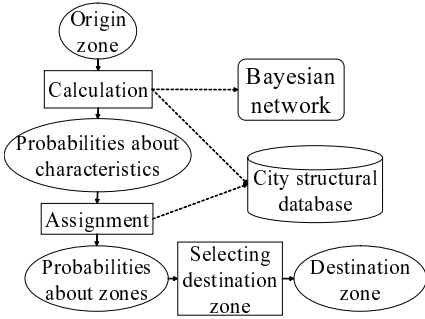 Origin
zone
Calculation
Bayesian
network
Probabilities about
characteristics
City structural
database
Assignment
Probabilities
about zones
Selecting
destination
zone
Destination
zone